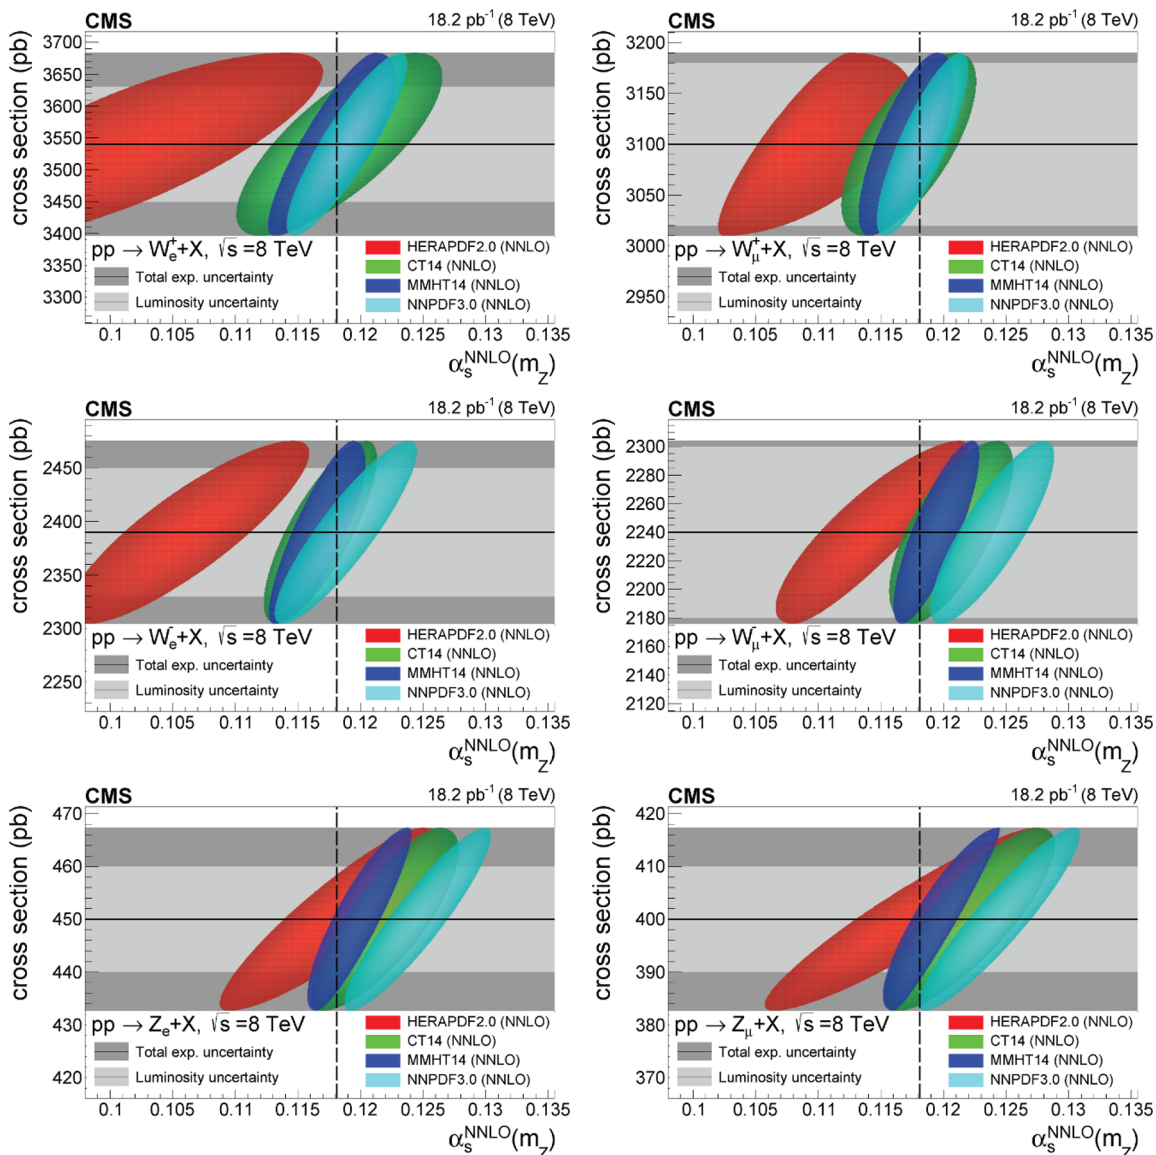 CMS 18.2 pb⁻¹ (8 TeV)
cross section (pb)
3700
3650
3600
3550
3500
3450
3400
3350
3300
pp → W⁺ₑ+X, √s =8 TeV
Total exp. uncertainty
Luminosity uncertainty
HERAPDF2.0 (NNLO)
CT14 (NNLO)
MMHT14 (NNLO)
NNPDF3.0 (NNLO)
0.1 0.105 0.11 0.115 0.12 0.125 0.13 0.135
αₛᴺᴺᴸᴼ(m_Z)
CMS 18.2 pb⁻¹ (8 TeV)
cross section (pb)
3200
3150
3100
3050
3000
2950
pp → W⁺_μ+X, √s =8 TeV
Total exp. uncertainty
Luminosity uncertainty
HERAPDF2.0 (NNLO)
CT14 (NNLO)
MMHT14 (NNLO)
NNPDF3.0 (NNLO)
0.1 0.105 0.11 0.115 0.12 0.125 0.13 0.135
αₛᴺᴺᴸᴼ(m_Z)
CMS 18.2 pb⁻¹ (8 TeV)
cross section (pb)
2450
2400
2350
2300
2250
pp → W⁻ₑ+X, √s =8 TeV
Total exp. uncertainty
Luminosity uncertainty
HERAPDF2.0 (NNLO)
CT14 (NNLO)
MMHT14 (NNLO)
NNPDF3.0 (NNLO)
0.1 0.105 0.11 0.115 0.12 0.125 0.13 0.135
αₛᴺᴺᴸᴼ(m_Z)
CMS 18.2 pb⁻¹ (8 TeV)
cross section (pb)
2300
2280
2260
2240
2220
2200
2180
2160
2140
2120
pp → W⁻_μ+X, √s =8 TeV
Total exp. uncertainty
Luminosity uncertainty
HERAPDF2.0 (NNLO)
CT14 (NNLO)
MMHT14 (NNLO)
NNPDF3.0 (NNLO)
0.1 0.105 0.11 0.115 0.12 0.125 0.13 0.135
αₛᴺᴺᴸᴼ(m_Z)
CMS 18.2 pb⁻¹ (8 TeV)
cross section (pb)
470
460
450
440
430
420
pp → Zₑ+X, √s =8 TeV
Total exp. uncertainty
Luminosity uncertainty
HERAPDF2.0 (NNLO)
CT14 (NNLO)
MMHT14 (NNLO)
NNPDF3.0 (NNLO)
0.1 0.105 0.11 0.115 0.12 0.125 0.13 0.135
αₛᴺᴺᴸᴼ(m_Z)
CMS 18.2 pb⁻¹ (8 TeV)
cross section (pb)
420
410
400
390
380
370
pp → Z_μ+X, √s =8 TeV
Total exp. uncertainty
Luminosity uncertainty
HERAPDF2.0 (NNLO)
CT14 (NNLO)
MMHT14 (NNLO)
NNPDF3.0 (NNLO)
0.1 0.105 0.11 0.115 0.12 0.125 0.13 0.135
αₛᴺᴺᴸᴼ(m_Z)